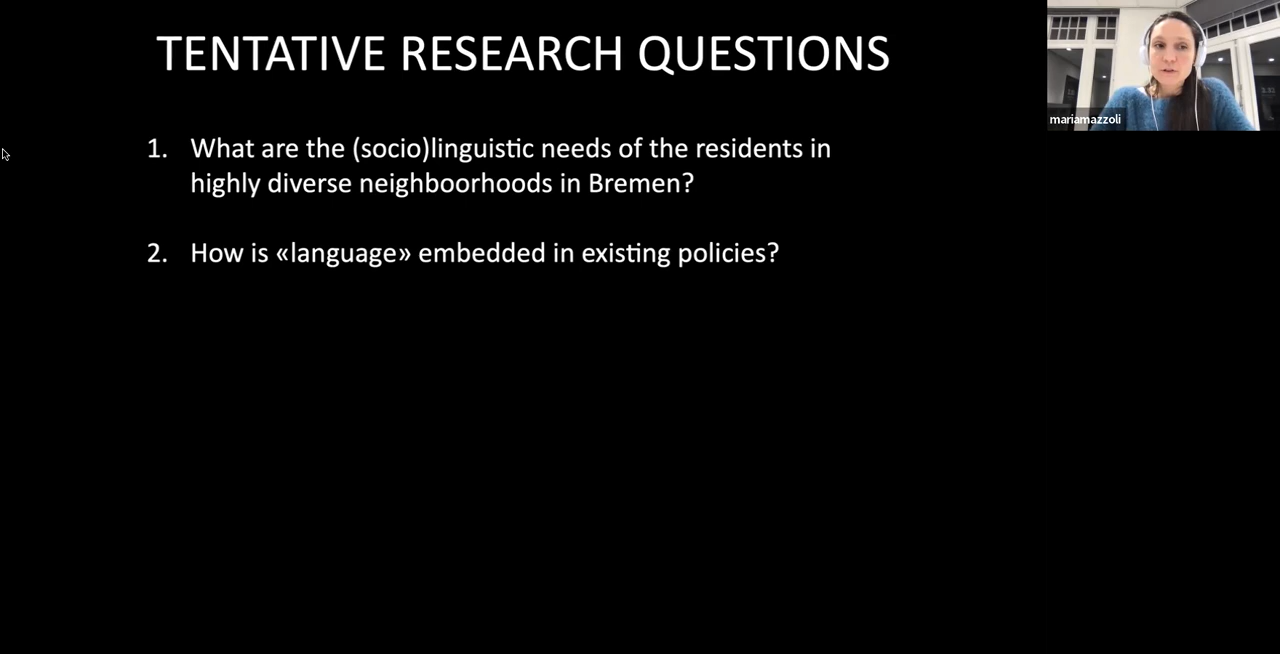 TENTATIVE RESEARCH QUESTIONS
mariamazzoli
1. What are the (socio)linguistic needs of the residents in
highly diverse neighboorhoods in Bremen?
2. How is «language» embedded in existing policies?